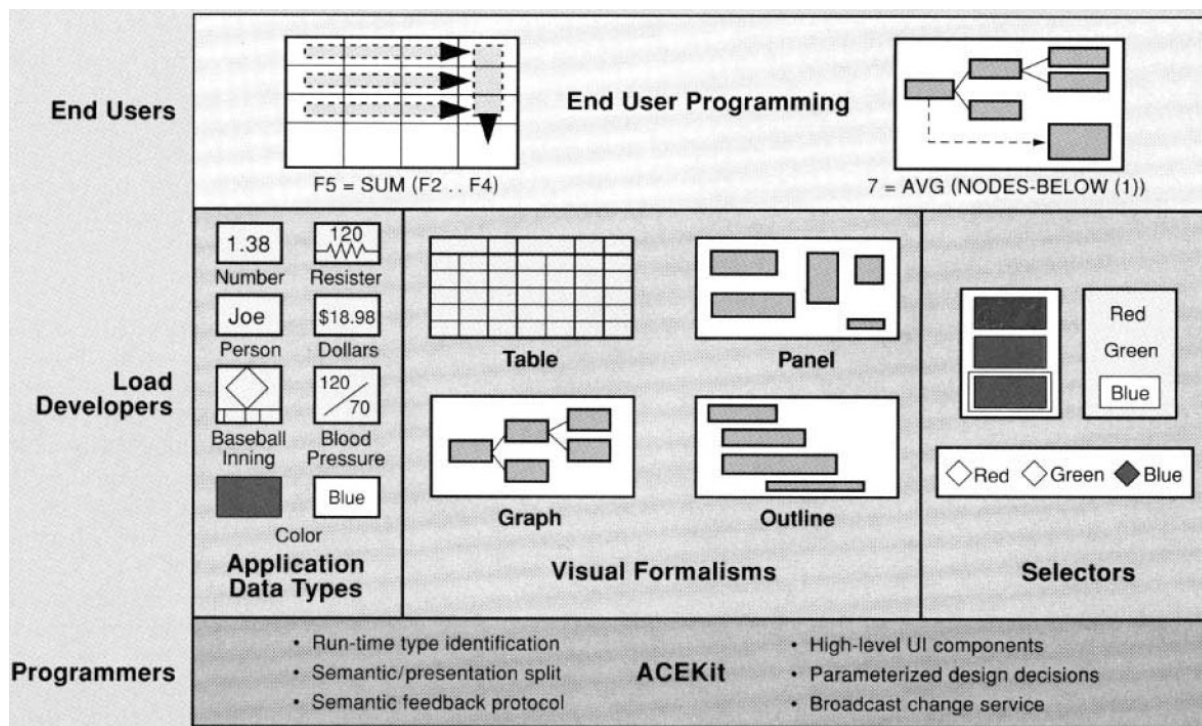 End Users
End User Programming
F5 = SUM (F2 . . F4)
7 = AVG (NODES-BELOW (1))
Load
Developers
1.38
Number
120
Resister
Joe
Person
$18.98
Dollars
Baseball
Inning
120
70
Blood
Pressure
Blue
Color
Application
Data Types
Table
Panel
Graph
Outline
Visual Formalisms
Red
Green
Blue
Red
Green
Blue
Selectors
Programmers
• Run-time type identification
• Semantic/presentation split
• Semantic feedback protocol
ACEKit
• High-level UI components
• Parameterized design decisions
• Broadcast change service